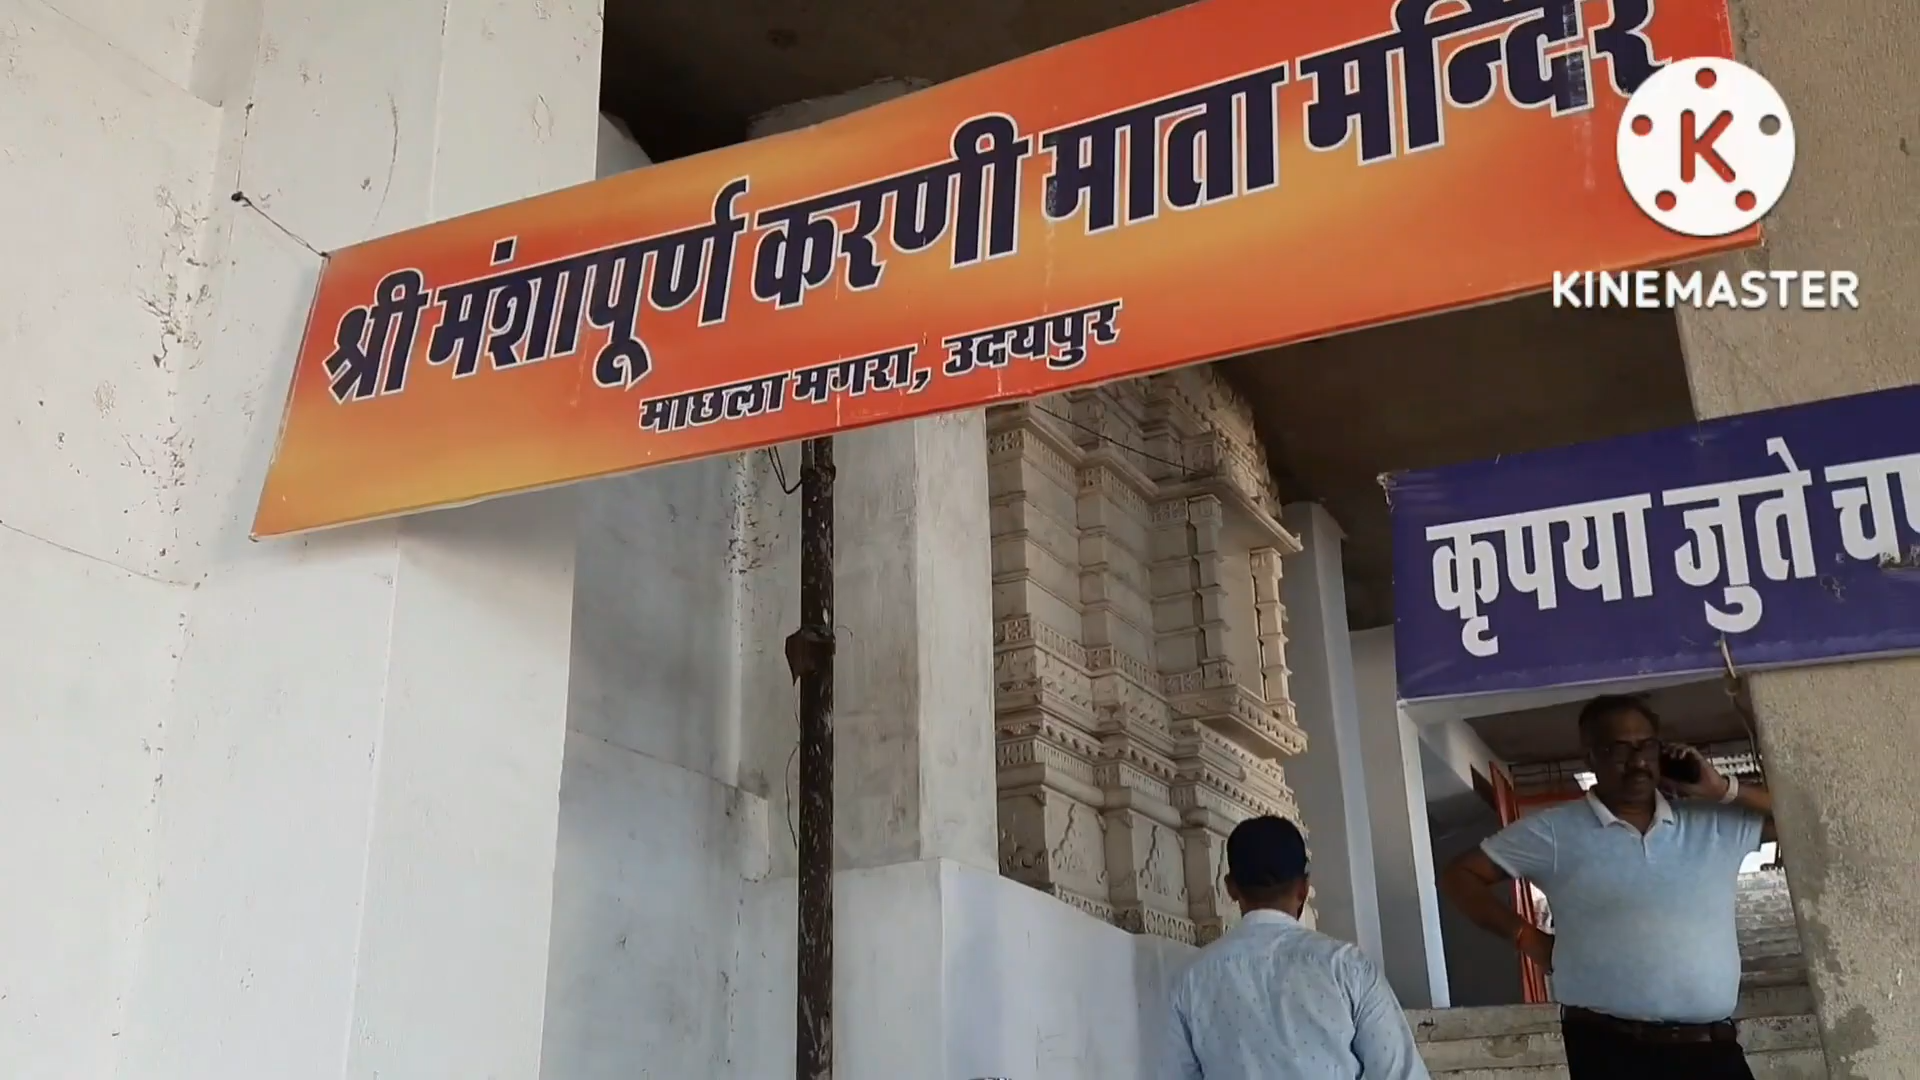 श्री मंशापूर्ण करणी माता मन्दिर
माछला मगरा, उदयपुर
K
KINEMASTER
कृपया जुते